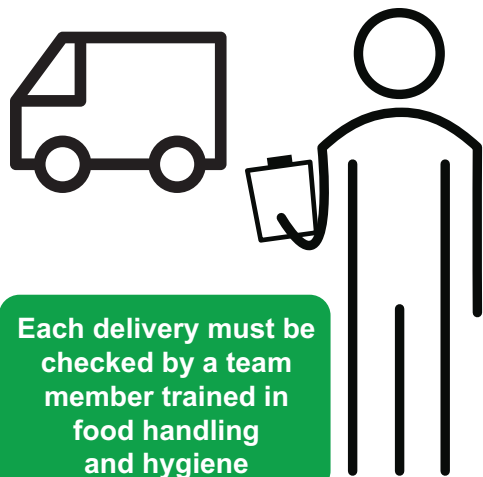 Each delivery must be
checked by a team
member trained in
food handling
and hygiene